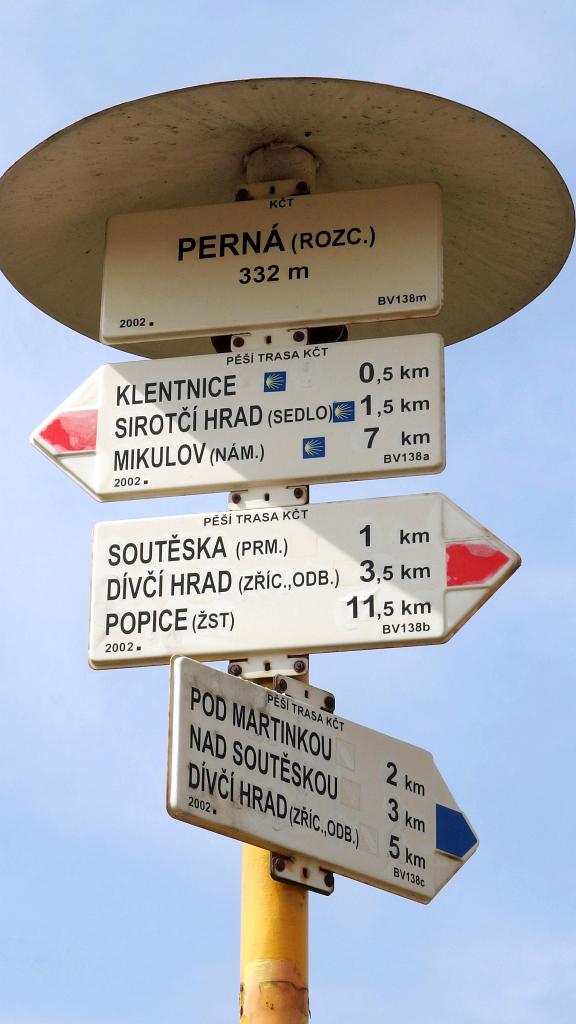 KČT
PERNÁ (ROZC.)
332 m
2002. BV138m
PĚŠÍ TRASA KČT
KLENTNICE 0,5 km
SIROTČÍ HRAD (SEDLO) 1,5 km
MIKULOV (NÁM.) 7 km
2002. BV138a
PĚŠÍ TRASA KČT
SOUTĚSKA (PRM.) 1 km
DÍVČÍ HRAD (ZŘÍC.,ODB.) 3,5 km
POPICE (ŽST) 11,5 km
2002. BV138b
PĚŠÍ TRASA KČT
POD MARTINKOU 2 km
NAD SOUTĚSKOU 3 km
DÍVČÍ HRAD (ZŘÍC.,ODB.) 5 km
2002. BV138c